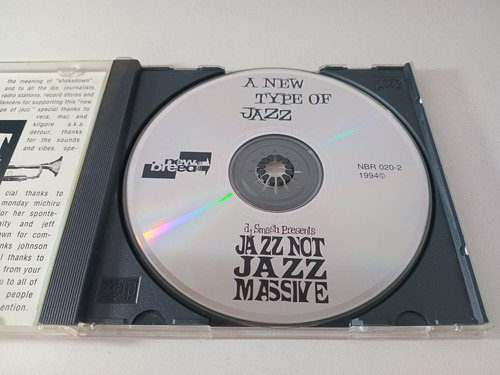 the meaning of "shakedown"...
and to all the djs, journalists,
radio stations, record stores and
dancers for supporting this "new
type of jazz." special thanks to
vera, maz and
kilgore a.k.a.
detour, thanks
for the sounds
and vibes. spe-
cial thanks to
monday michiru
for her sponte-
aity and jeff
own for com-
nks johnson
l thanks to
from your
u to all of
people
ention.
A NEW
TYPE OF
JAZZ
new
breed
NBR 020-2
1994©
dj Smash Presents
JAZZ NOT
JAZZ
MASSIVE